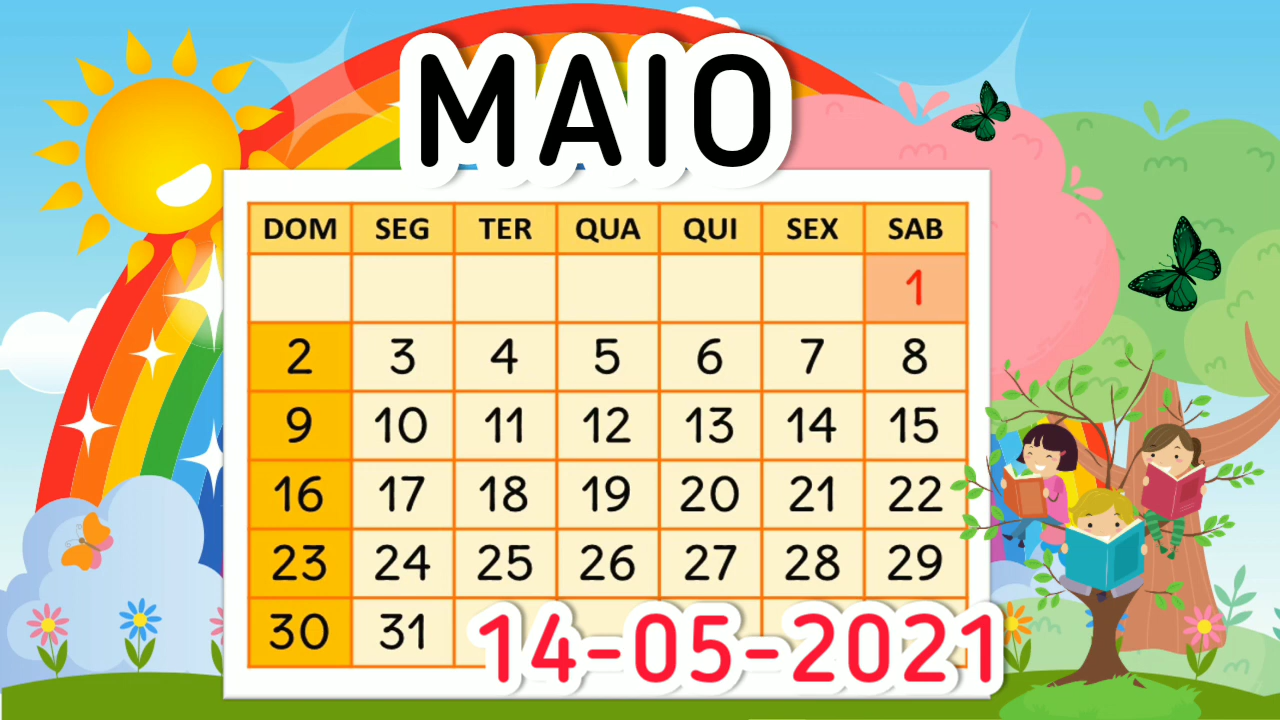 MAIO
DOM SEG TER QUA QUI SEX SAB
1
2 3 4 5 6 7 8
9 10 11 12 13 14 15
16 17 18 19 20 21 22
23 24 25 26 27 28 29
30 31
14-05-2021